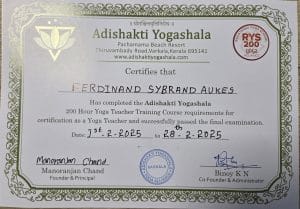 Adishakti Yogashala
Pachamama Beach Resort
Thiruvambady Road, Varkala, Kerala 695141
www.adishaktiyogashala.com
RYS
200
Certifies that
FERDINAND SYBRAND AUKES
Has completed the Adishakti Yogashala
200 Hour Yoga Teacher Training Course requirements for
certification as a Yoga Teacher and successfully passed the final examination.
Date: 1st-2-2025 to 28th-2-2025
Manoranjan Chand
Manoranjan Chand
Founder & Principal
Binoy K N
Co Founder & Administrator